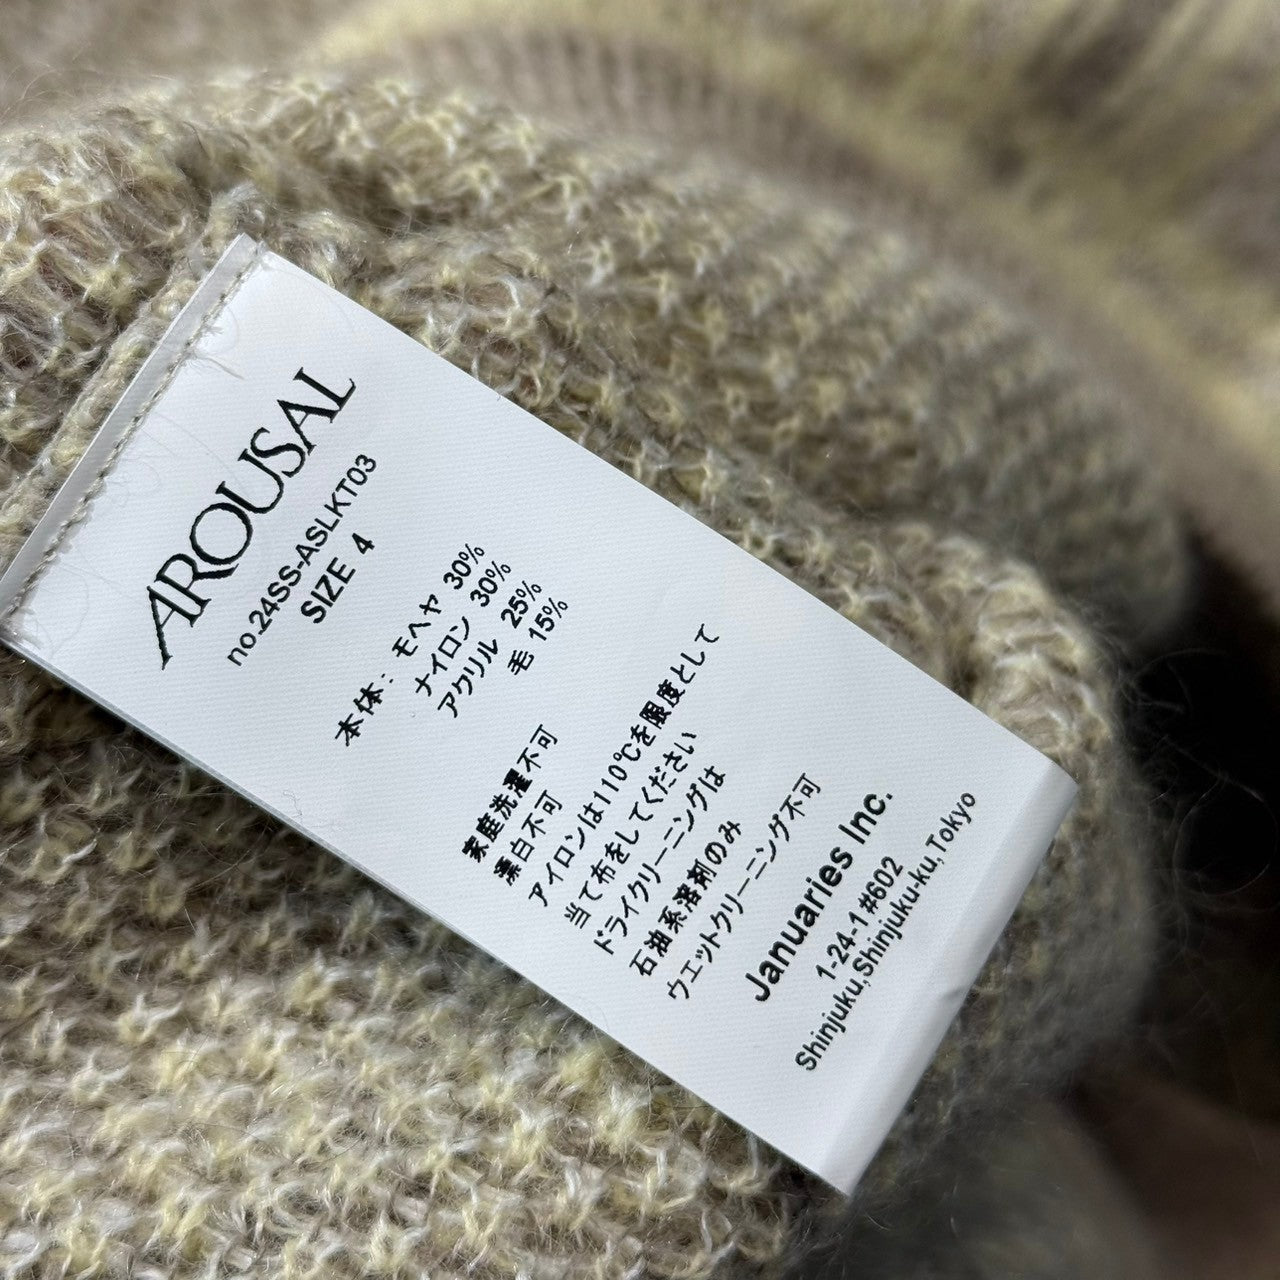 AROUSAL
no.24SS-ASLKT03
SIZE 4
本体: モヘヤ 30%
ナイロン 30%
アクリル 25%
毛 15%
家庭洗濯不可
漂白不可
アイロンは110℃を限度として
当て布をしてください
ドライクリーニングは
石油系溶剤のみ
ウエットクリーニング不可
Januaries Inc.
1-24-1 #602
Shinjuku,Shinjuku-ku,Tokyo